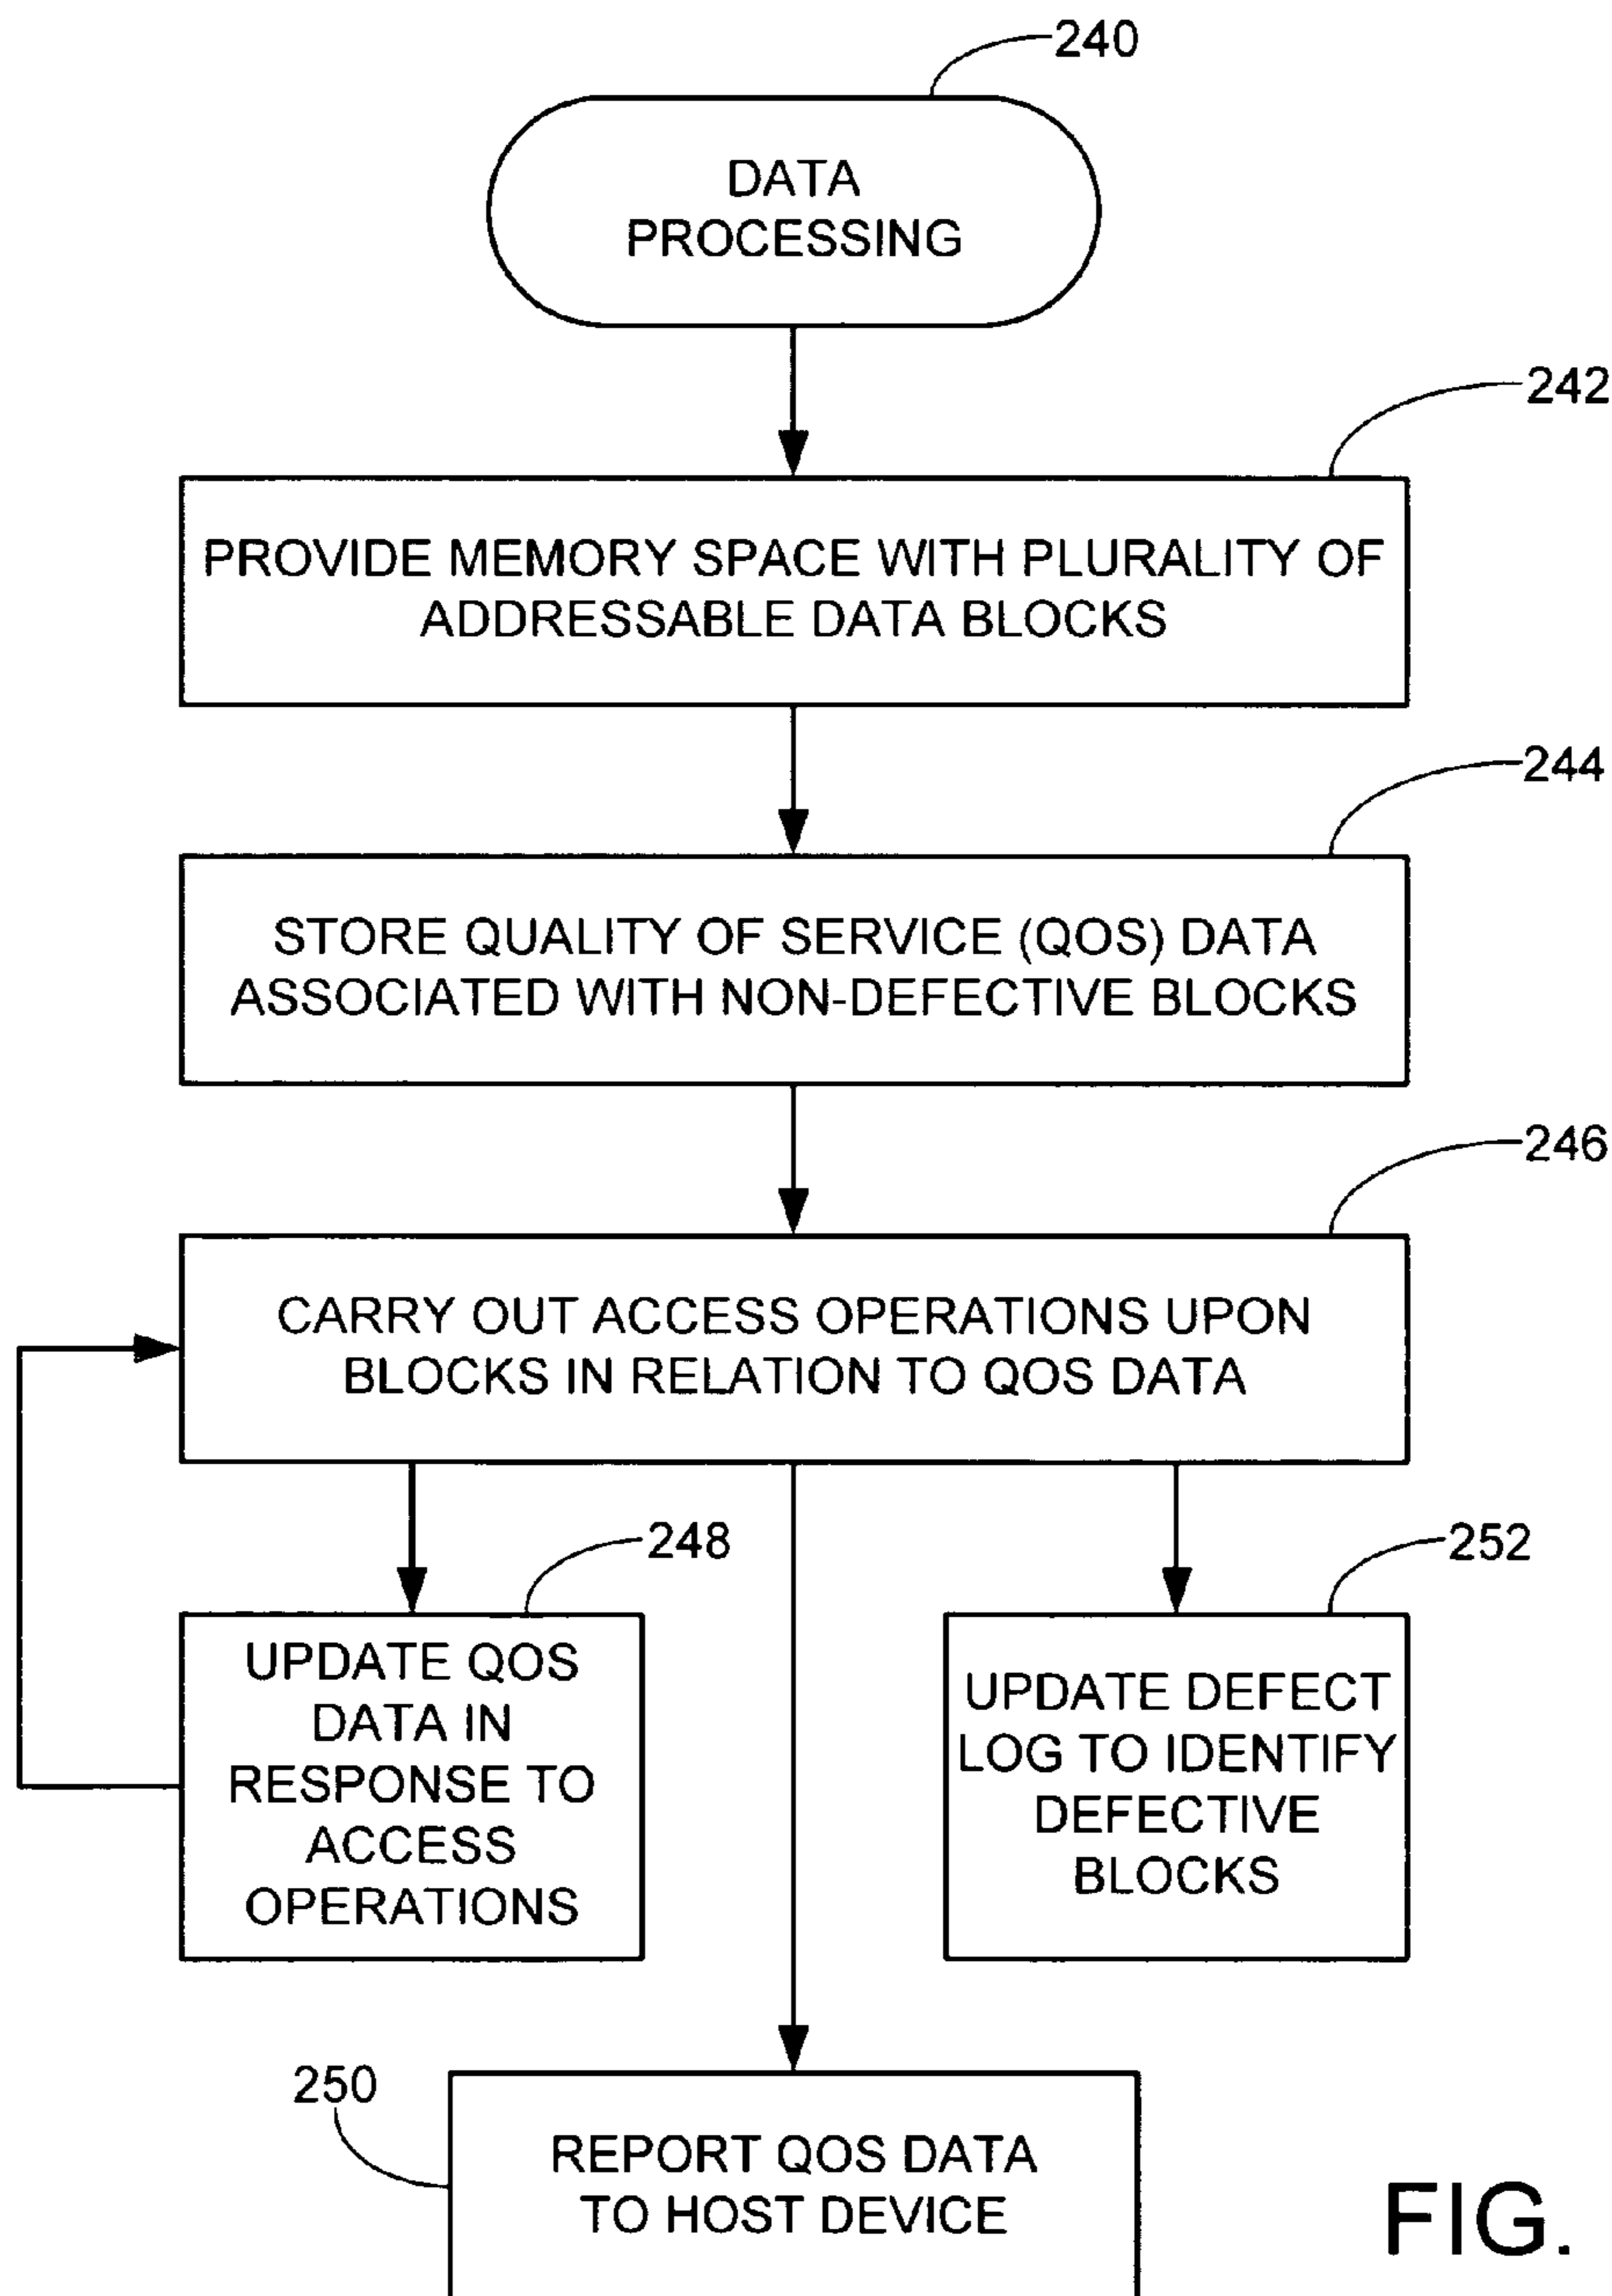 240
DATA
PROCESSING
242
PROVIDE MEMORY SPACE WITH PLURALITY OF
ADDRESSABLE DATA BLOCKS
244
STORE QUALITY OF SERVICE (QOS) DATA
ASSOCIATED WITH NON-DEFECTIVE BLOCKS
246
CARRY OUT ACCESS OPERATIONS UPON
BLOCKS IN RELATION TO QOS DATA
248
UPDATE QOS
DATA IN
RESPONSE TO
ACCESS
OPERATIONS
252
UPDATE DEFECT
LOG TO IDENTIFY
DEFECTIVE
BLOCKS
250
REPORT QOS DATA
TO HOST DEVICE
FIG.